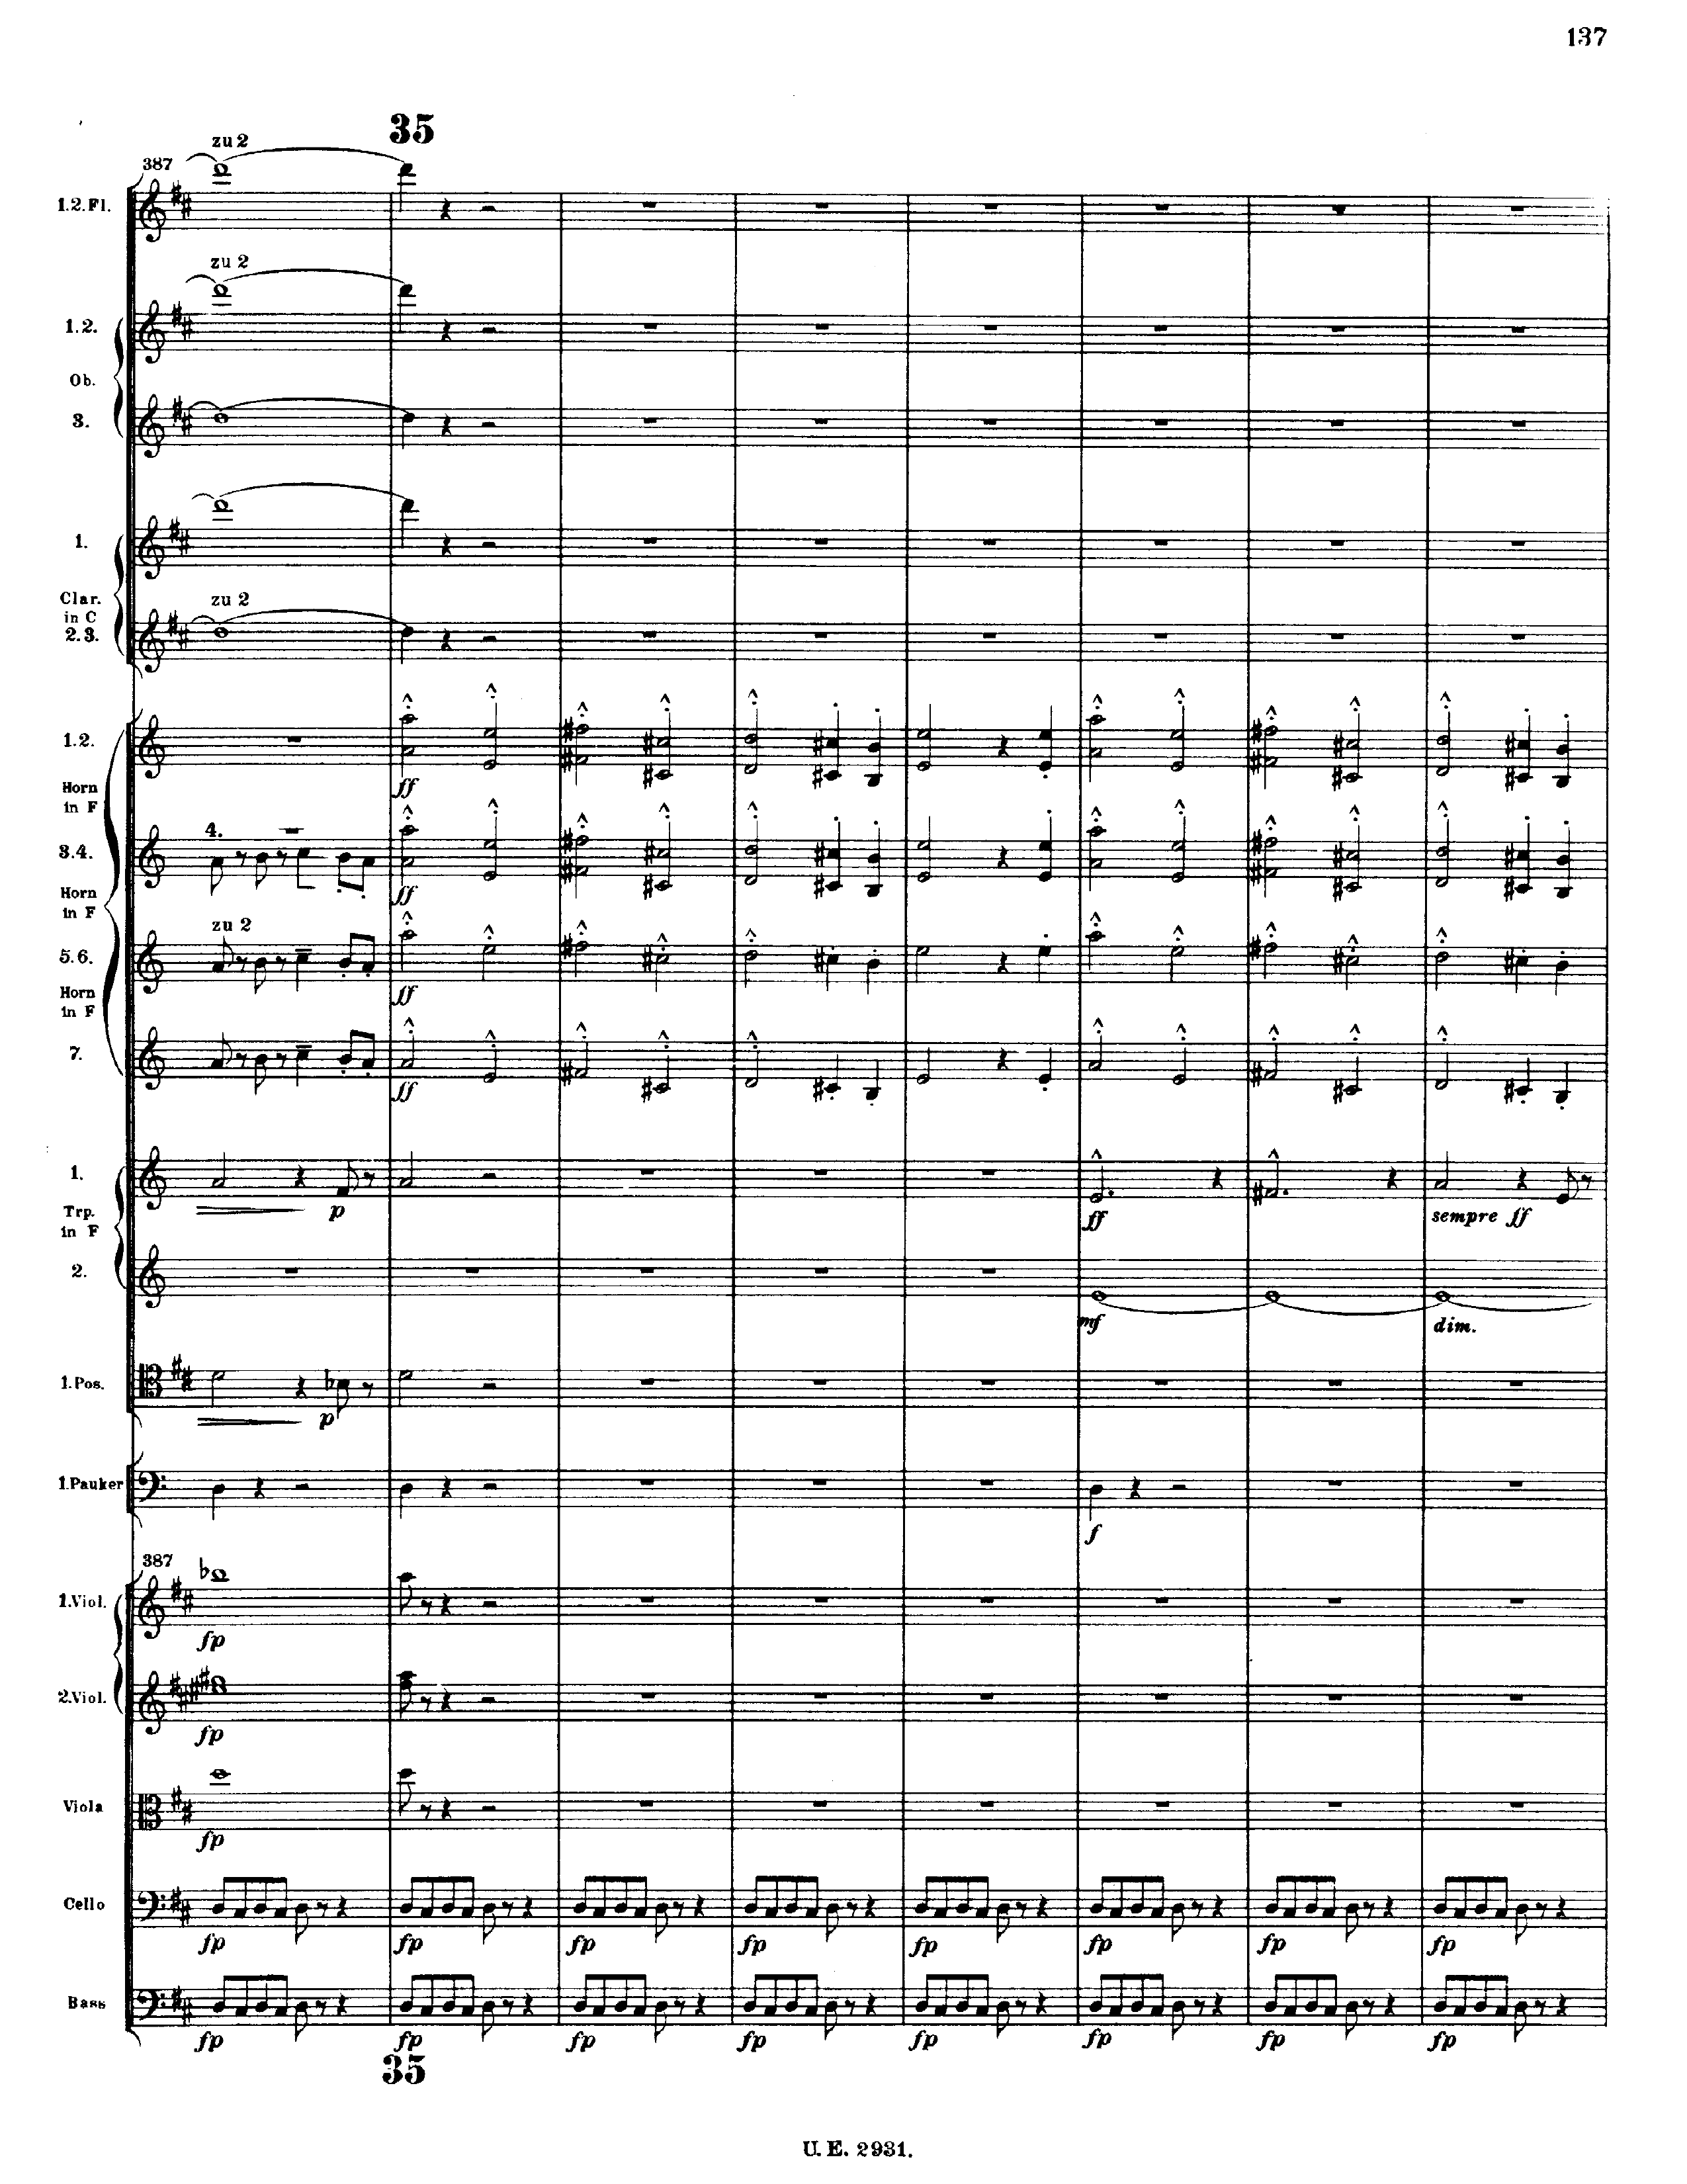 137
35
zu 2
387
1.2. Fl.
zu 2
1.2.
Ob.
3.
1.
Clar.
in C
zu 2
2.3.
1.2.
ff
Horn
in F
4.
3.4.
ff
Horn
in F
zu 2
5.6.
ff
Horn
in F
7.
ff
1.
p
ff
sempre ff
Trp.
in F
2.
mf
dim.
1. Pos.
p
1. Pauker
f
387
1. Viol.
fp
2. Viol.
fp
Viola
fp
Cello
fp fp fp fp fp fp fp fp
Bass
fp fp fp fp fp fp fp fp
35
U. E. 2931.